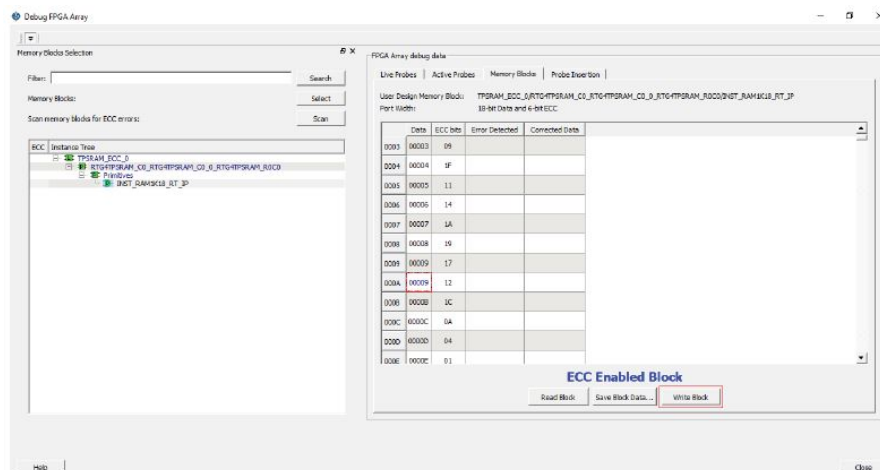 Debug FPGA Array
Memory Blocks Selection
Filter:
Search
Memory Blocks:
Select
Scan memory blocks for ECC errors:
Scan
ECC Instance Tree
TPSRAM_ECC_0
RTG4TPSRAM_C0_RTG4TPSRAM_C0_0_RTG4TPSRAM_R0C0
Primitives
INST_RAM1K18_RT_IP
FPGA Array debug data
Live Probes Active Probes Memory Blocks Probe Insertion
User Design Memory Block: TPSRAM_ECC_0/RTG4TPSRAM_C0_RTG4TPSRAM_C0_0_RTG4TPSRAM_R0C0/INST_RAM1K18_RT_IP
Port Width: 18-bit Data and 6-bit ECC
Data ECC bits Error Detected Corrected Data
0003 00003 09
0004 00004 1F
0005 00005 11
0006 00006 14
0007 00007 1A
0008 00008 19
0009 00009 17
000A 00009 12
000B 0000B 1C
000C 0000C 0A
000D 0000D 04
000E 0000E 01
ECC Enabled Block
Read Block Save Block Data... Write Block
Help
Close